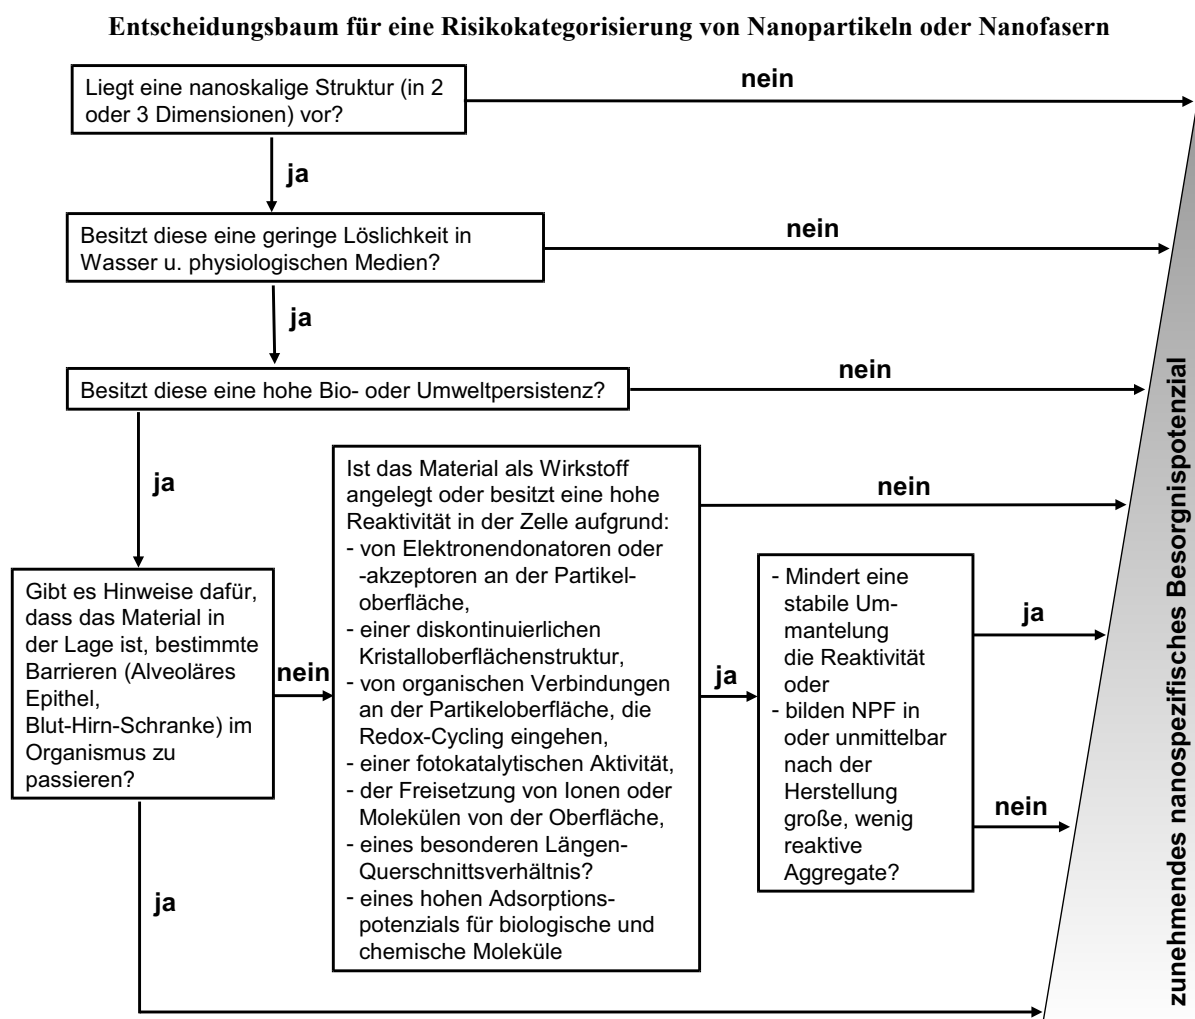 Entscheidungsbaum für eine Risikokategorisierung von Nanopartikeln oder Nanofasern
Liegt eine nanoskalige Struktur (in 2
oder 3 Dimensionen) vor?
nein
ja
Besitzt diese eine geringe Löslichkeit in
Wasser u. physiologischen Medien?
nein
ja
Besitzt diese eine hohe Bio- oder Umweltpersistenz?
nein
ja
Gibt es Hinweise dafür,
dass das Material in
der Lage ist, bestimmte
Barrieren (Alveoläres
Epithel,
Blut-Hirn-Schranke) im
Organismus zu
passieren?
nein
ja
Ist das Material als Wirkstoff
angelegt oder besitzt eine hohe
Reaktivität in der Zelle aufgrund:
- von Elektronendonatoren oder
-akzeptoren an der Partikel-
oberfläche,
- einer diskontinuierlichen
Kristalloberflächenstruktur,
- von organischen Verbindungen
an der Partikeloberfläche, die
Redox-Cycling eingehen,
- einer fotokatalytischen Aktivität,
- der Freisetzung von Ionen oder
Molekülen von der Oberfläche,
- eines besonderen Längen-
Querschnittsverhältnis?
- eines hohen Adsorptions-
potenzials für biologische und
chemische Moleküle
nein
ja
- Mindert eine
stabile Um-
mantelung
die Reaktivität
oder
- bilden NPF in
oder unmittelbar
nach der
Herstellung
große, wenig
reaktive
Aggregate?
ja
nein
zunehmendes nanospezifisches Besorgnispotenzial